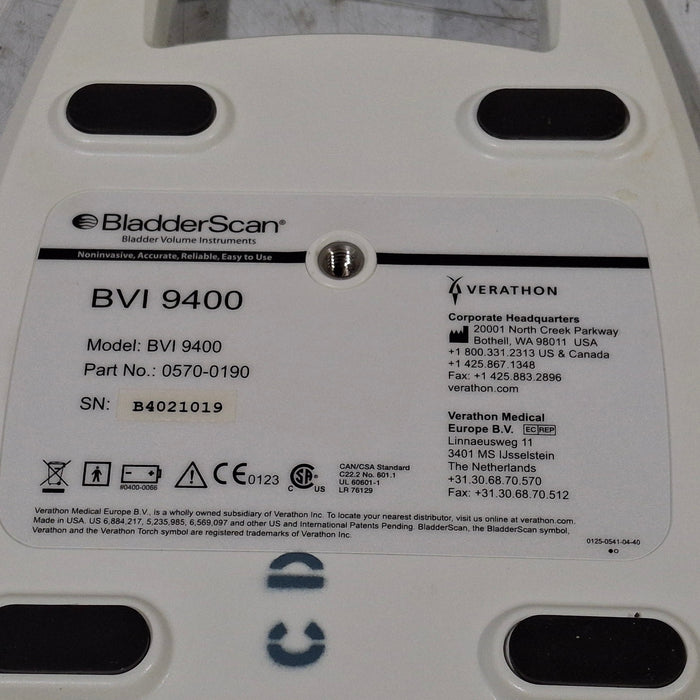 BladderScan®
Bladder Volume Instruments
Noninvasive, Accurate, Reliable, Easy to Use
BVI 9400
Model: BVI 9400
Part No.: 0570-0190
SN: B4021019
VERATHON
Corporate Headquarters
20001 North Creek Parkway
Bothell, WA 98011 USA
+1 800.331.2313 US & Canada
+1 425.867.1348
Fax: +1 425.883.2896
verathon.com
Verathon Medical
Europe B.V. EC REP
Linnaeusweg 11
3401 MS IJsselstein
The Netherlands
+31.30.68.70.570
Fax: +31.30.68.70.512
90400-0066
CE 0123
C SA US
CAN/CSA Standard
C22.2 No. 601.1
UL 60601-1
LR 76129
Verathon Medical Europe B.V., is a wholly owned subsidiary of Verathon Inc. To locate your nearest distributor, visit us online at verathon.com.
Made in USA. US 6,884,217, 5,235,985, 6,569,097 and other US and International Patents Pending. BladderScan, the BladderScan symbol,
Verathon and the Verathon Torch symbol are registered trademarks of Verathon Inc.
0125-0541-04-40
CD